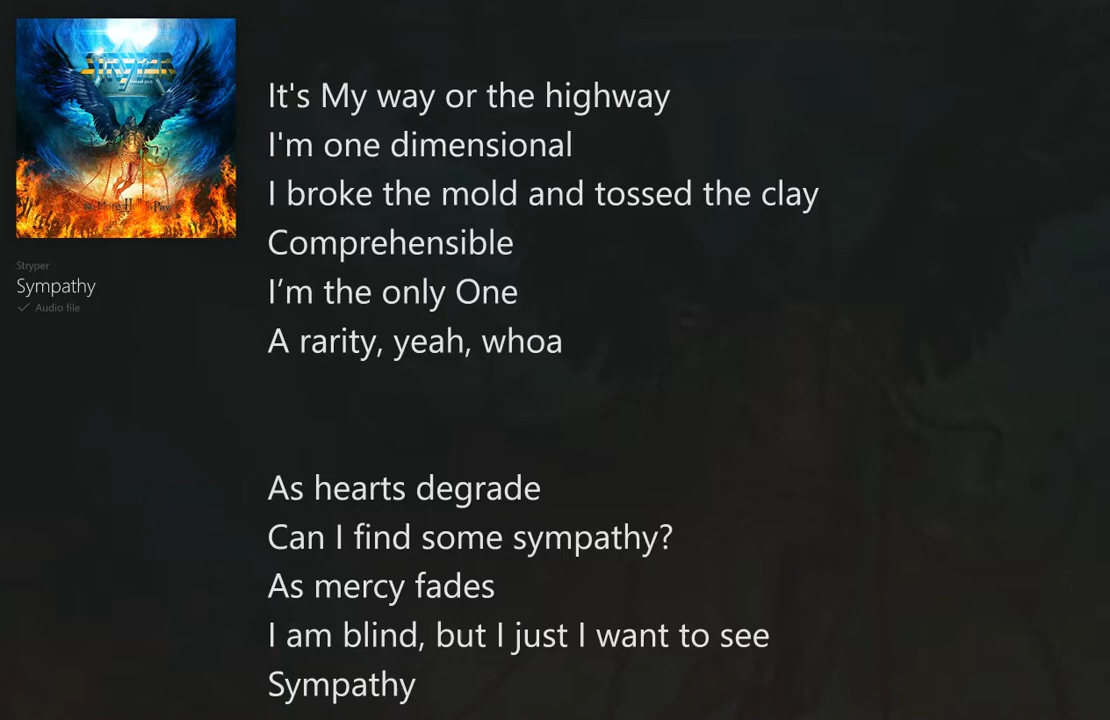 STRYPER
Stryper
Sympathy
Audio file
It's My way or the highway
I'm one dimensional
I broke the mold and tossed the clay
Comprehensible
I’m the only One
A rarity, yeah, whoa
As hearts degrade
Can I find some sympathy?
As mercy fades
I am blind, but I just I want to see
Sympathy